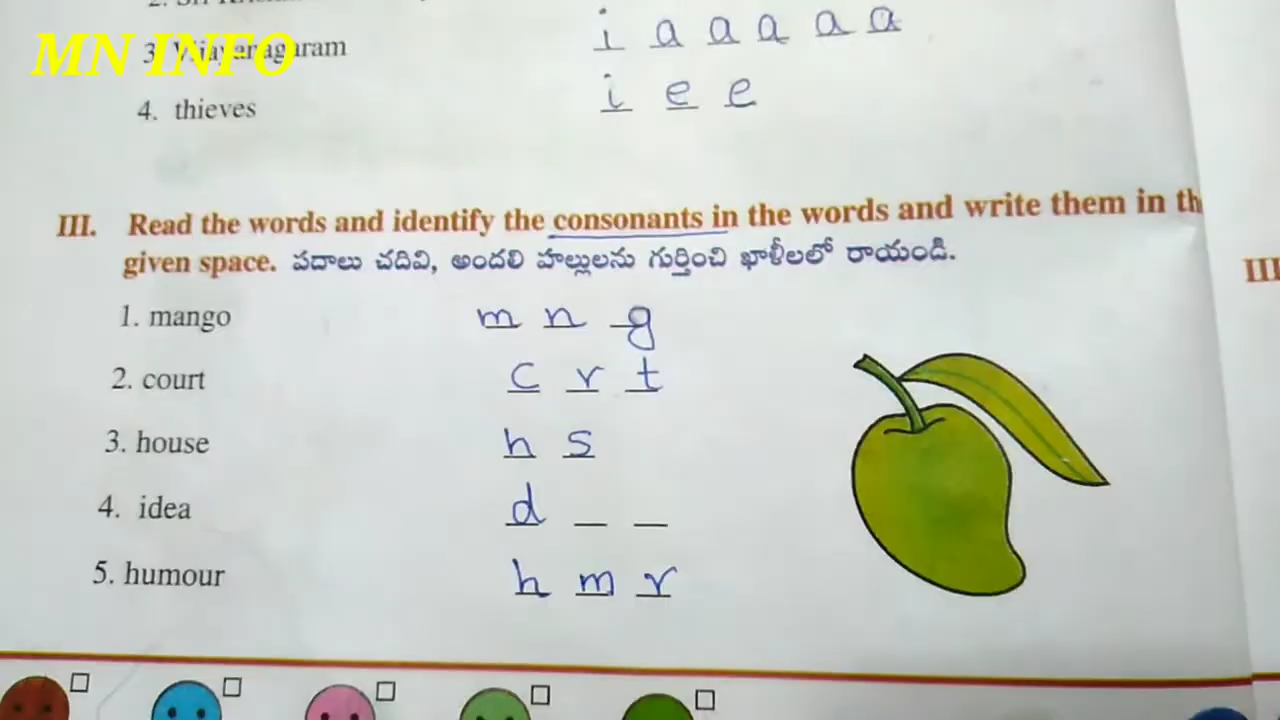 MN INFO
3. Vijayanagaram i a a a a a
4. thieves i e e
III. Read the words and identify the consonants in the words and write them in th
given space. పదాలు చదివి, అందలి హల్లులను గుర్తించి ఖాళీలలో రాయండి.
III
1. mango m n g
2. court c r t
3. house h s
4. idea d _ _
5. humour h m r